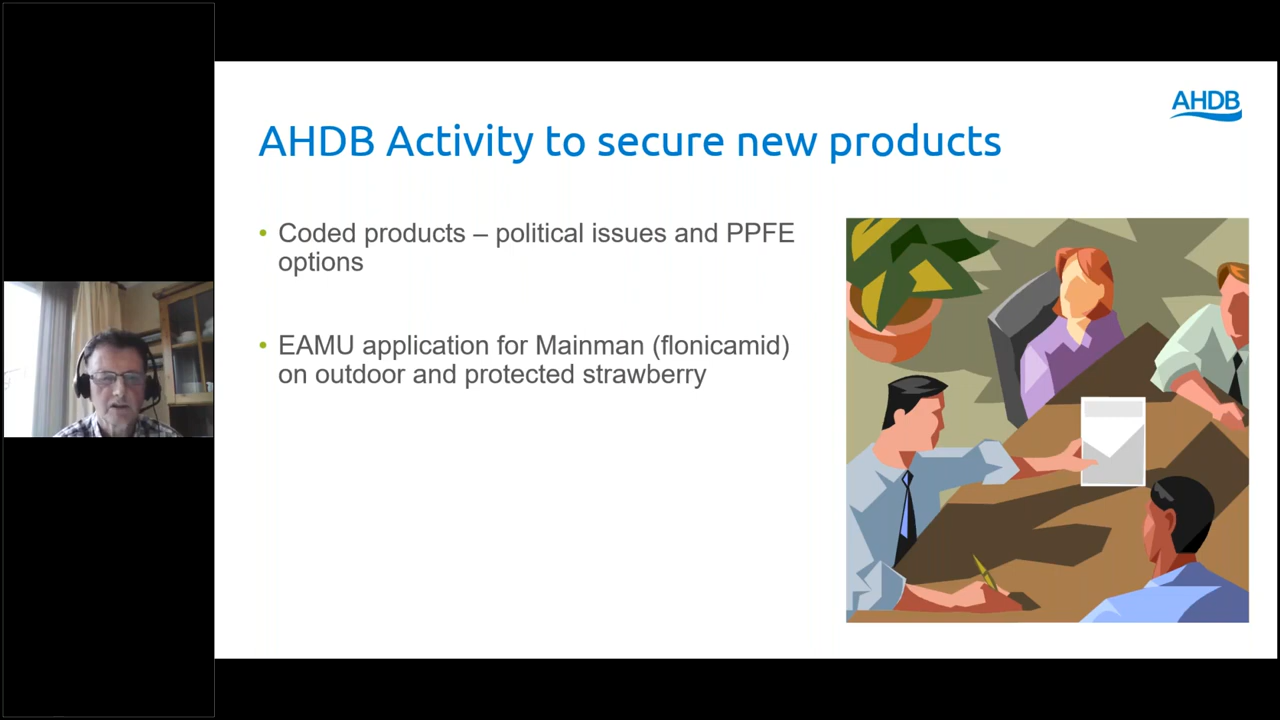 AHDB
AHDB Activity to secure new products
• Coded products – political issues and PPFE
options
• EAMU application for Mainman (flonicamid)
on outdoor and protected strawberry